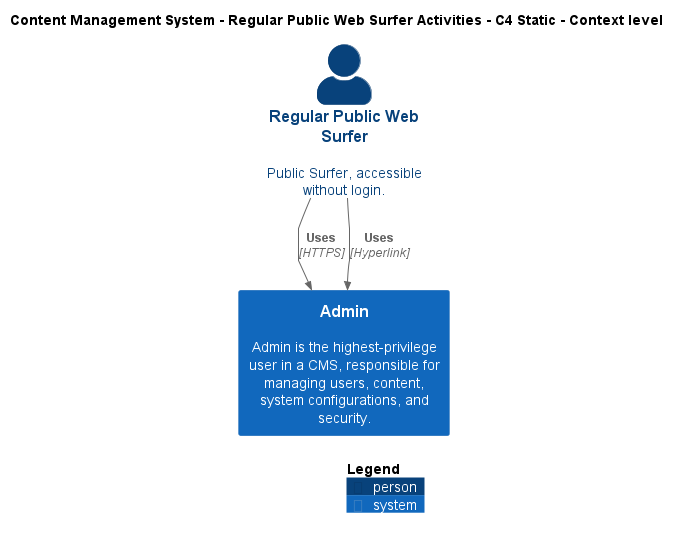 Content Management System - Regular Public Web Surfer Activities - C4 Static - Context level
Regular Public Web
Surfer
Public Surfer, accessible
without login.
Uses
[HTTPS]
Uses
[Hyperlink]
Admin
Admin is the highest-privilege
user in a CMS, responsible for
managing users, content,
system configurations, and
security.
Legend
person
system